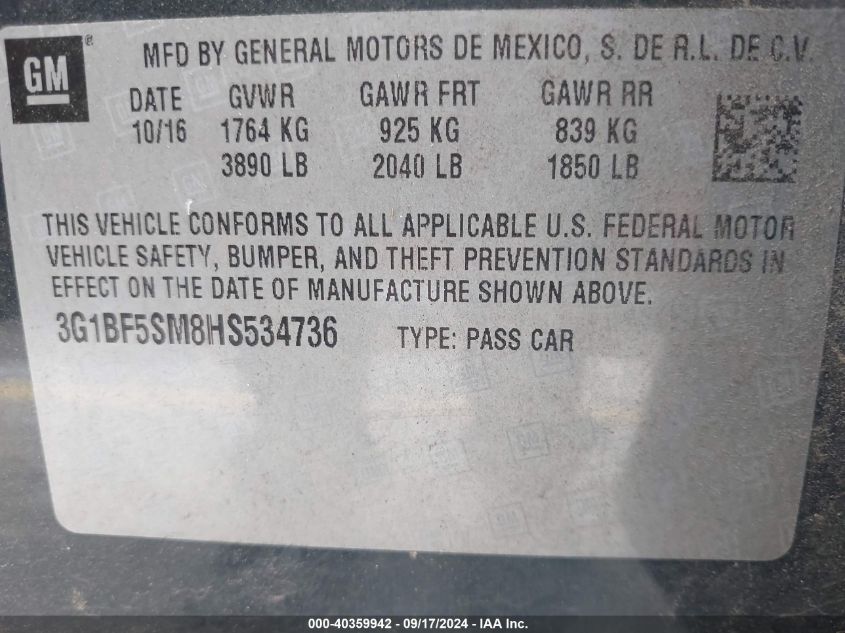 GM ®
MFD BY GENERAL MOTORS DE MEXICO, S. DE R.L. DE C.V.
DATE GVWR GAWR FRT GAWR RR
10/16 1764 KG 925 KG 839 KG
3890 LB 2040 LB 1850 LB
THIS VEHICLE CONFORMS TO ALL APPLICABLE U.S. FEDERAL MOTOR
VEHICLE SAFETY, BUMPER, AND THEFT PREVENTION STANDARDS IN
EFFECT ON THE DATE OF MANUFACTURE SHOWN ABOVE.
3G1BF5SM8HS534736 TYPE: PASS CAR
000-40359942 - 09/17/2024 - IAA Inc.